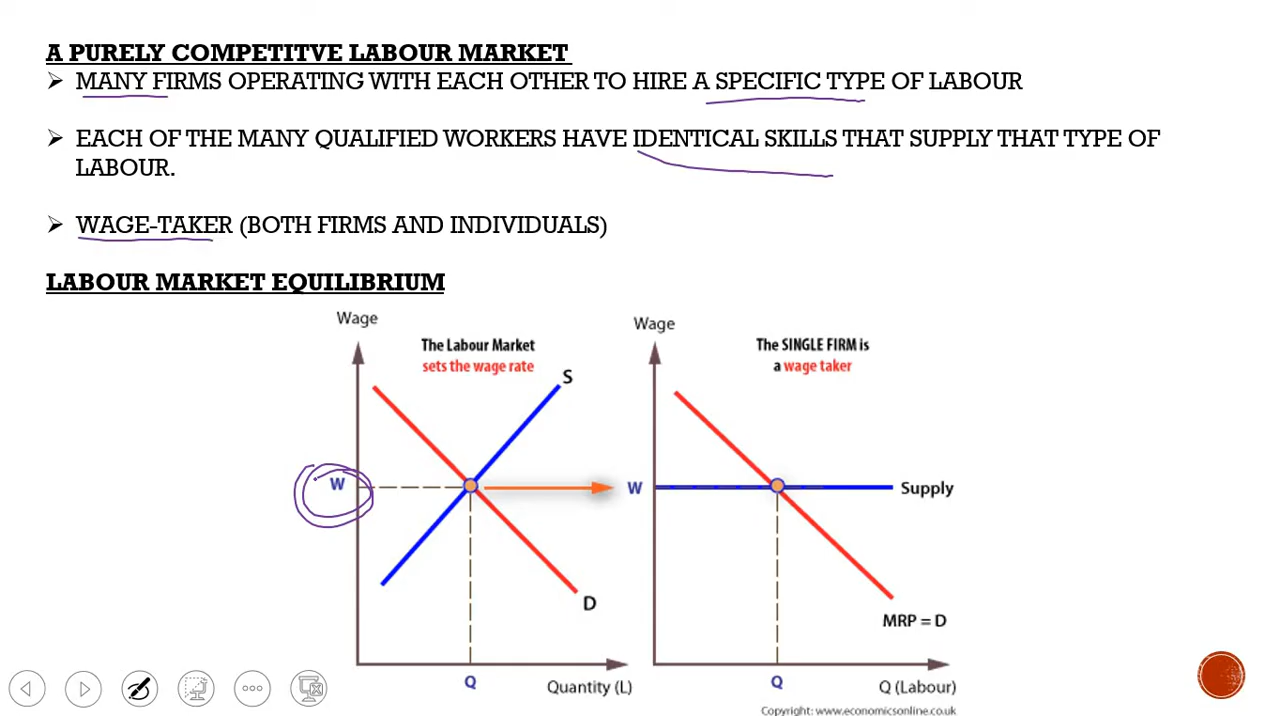 A PURELY COMPETITVE LABOUR MARKET
➢ MANY FIRMS OPERATING WITH EACH OTHER TO HIRE A SPECIFIC TYPE OF LABOUR
➢ EACH OF THE MANY QUALIFIED WORKERS HAVE IDENTICAL SKILLS THAT SUPPLY THAT TYPE OF
LABOUR.
➢ WAGE-TAKER (BOTH FIRMS AND INDIVIDUALS)
LABOUR MARKET EQUILIBRIUM
Wage
The Labour Market
sets the wage rate
S
W
D
Q
Quantity (L)
Wage
The SINGLE FIRM is
a wage taker
W
Supply
MRP = D
Q
Q (Labour)
Copyright: www.economicsonline.co.uk